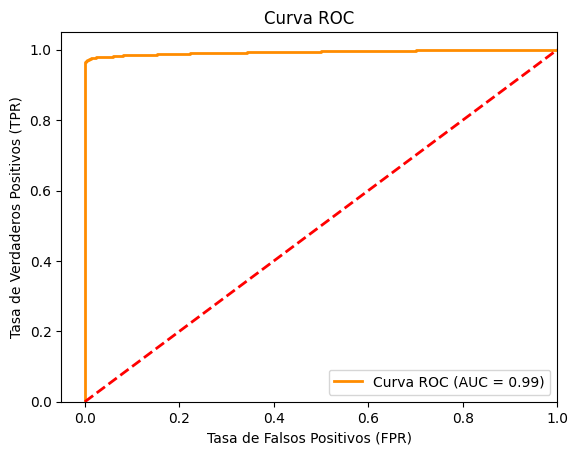 Curva ROC
1.0
0.8
0.6
0.4
0.2
0.0
Tasa de Verdaderos Positivos (TPR)
0.0 0.2 0.4 0.6 0.8 1.0
Tasa de Falsos Positivos (FPR)
Curva ROC (AUC = 0.99)